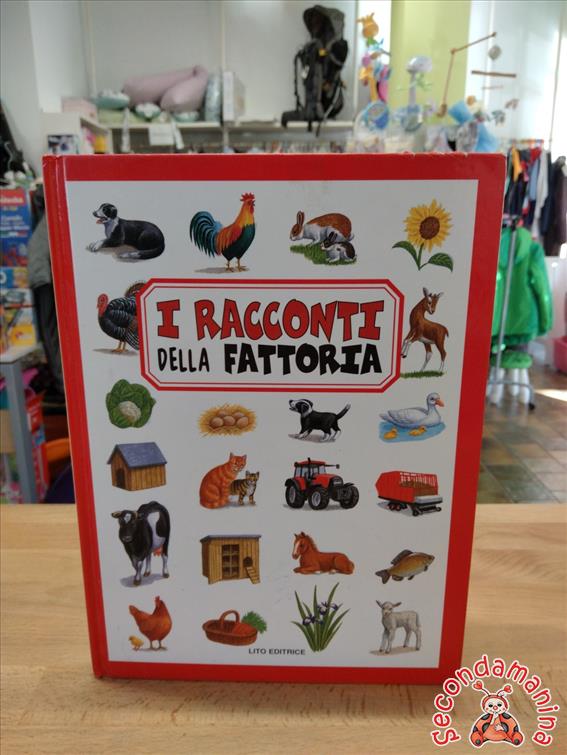 I RACCONTI
DELLA FATTORIA
LITO EDITRICE
secondamanina